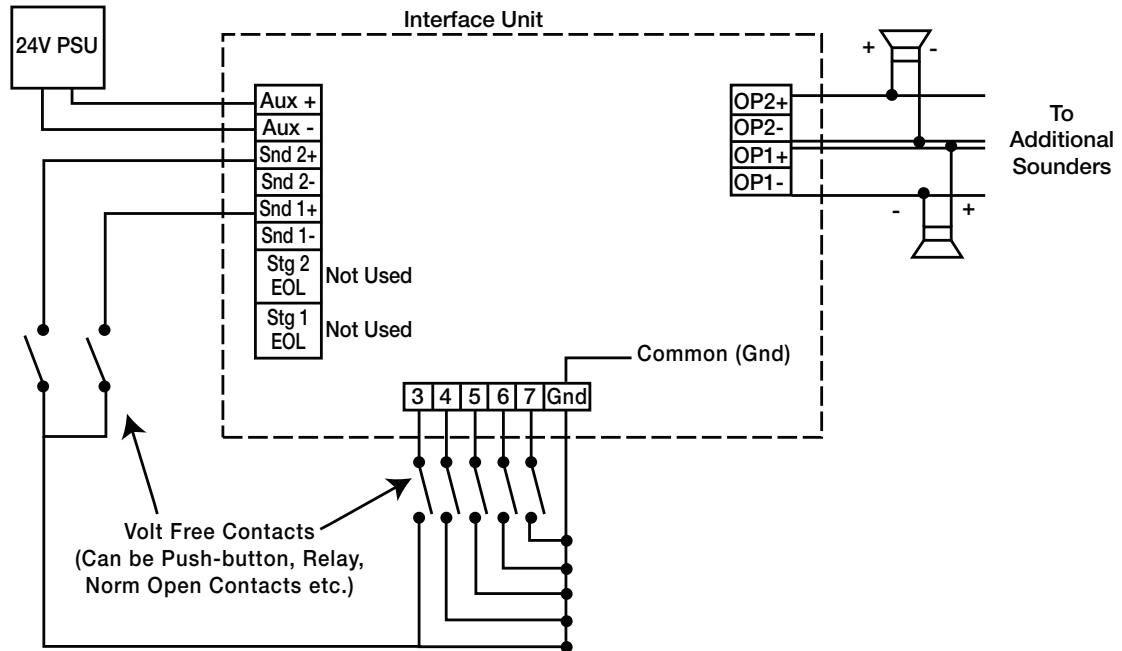 Interface Unit
24V PSU
Aux +
Aux -
Snd 2+
Snd 2-
Snd 1+
Snd 1-
Stg 2
EOL
Not Used
Stg 1
EOL
Not Used
OP2+
OP2-
OP1+
OP1-
+ -
- +
To
Additional
Sounders
Common (Gnd)
3 4 5 6 7 Gnd
Volt Free Contacts
(Can be Push-button, Relay,
Norm Open Contacts etc.)